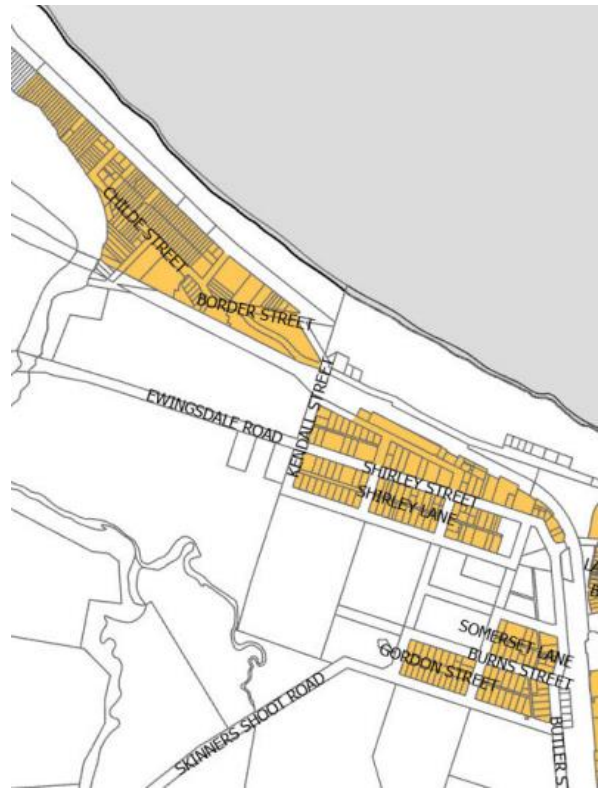 CHILDE STREET
BORDER STREET
EWINGSDALE ROAD
KENDALL STREET
SHIRLEY STREET
SHIRLEY LANE
SOMERSET LANE
BURNS STREET
GORDON STREET
SKINNERS SHOOT ROAD
BUTLER S